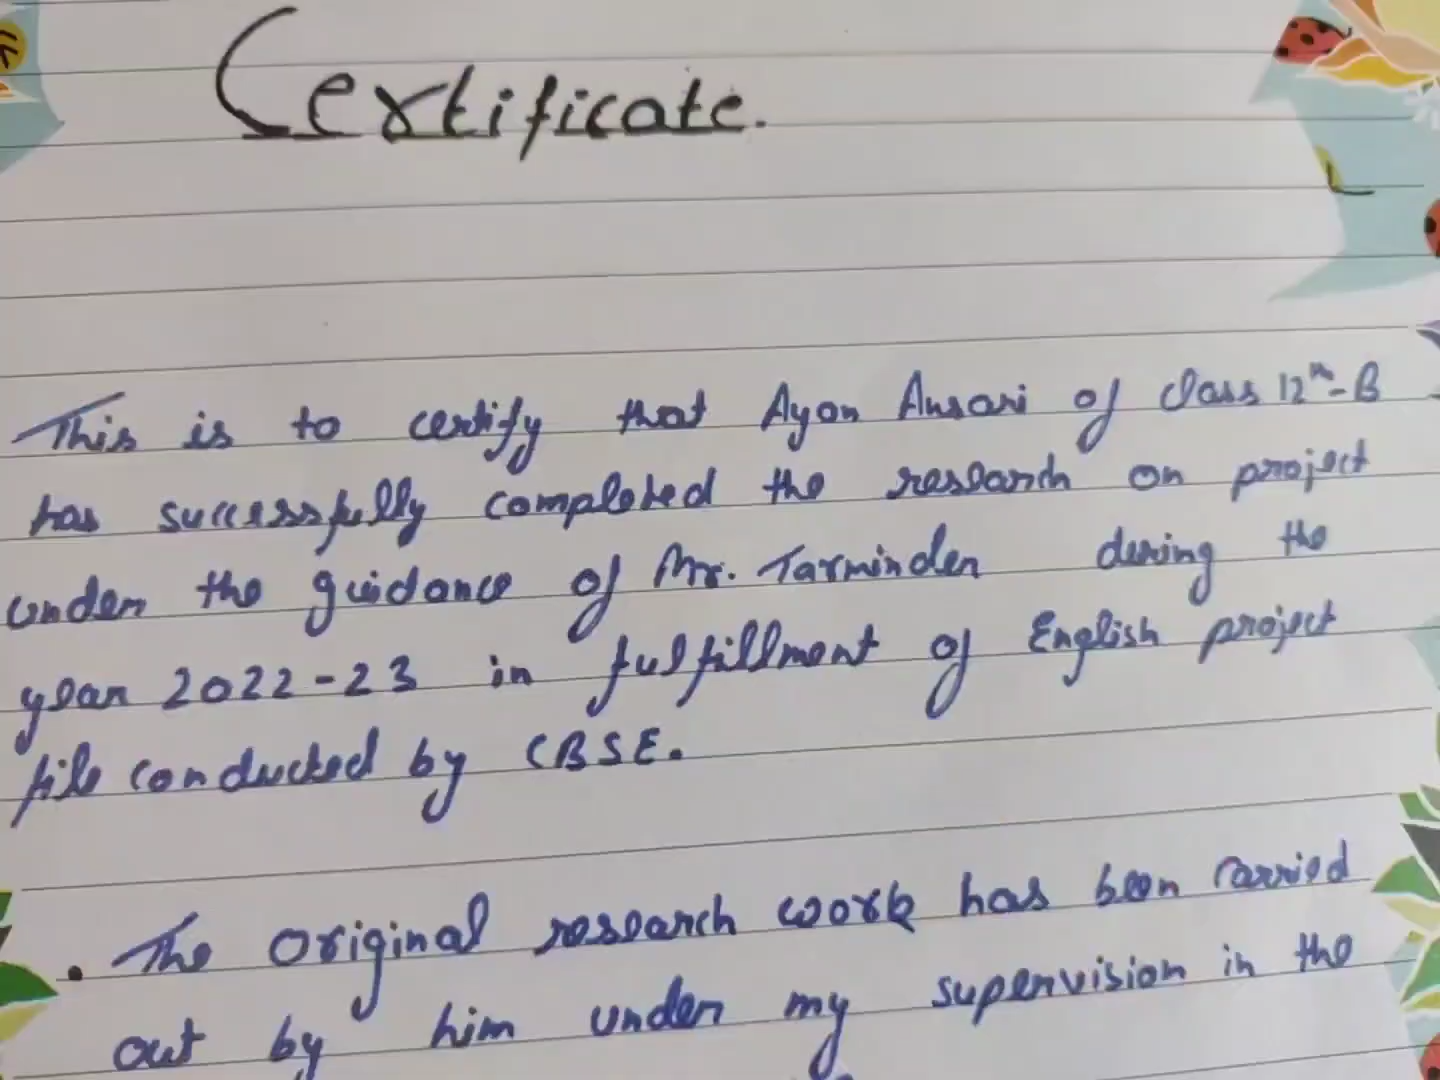 Certificate.
This is to certify that Ayan Ansari of class 12th-B
has successfully completed the research on project
under the guidance of Mr. Tarminder during the
year 2022-23 in fulfillment of English project
file conducted by CBSE.
. The original research work has been carried
out by him under my supervision in the